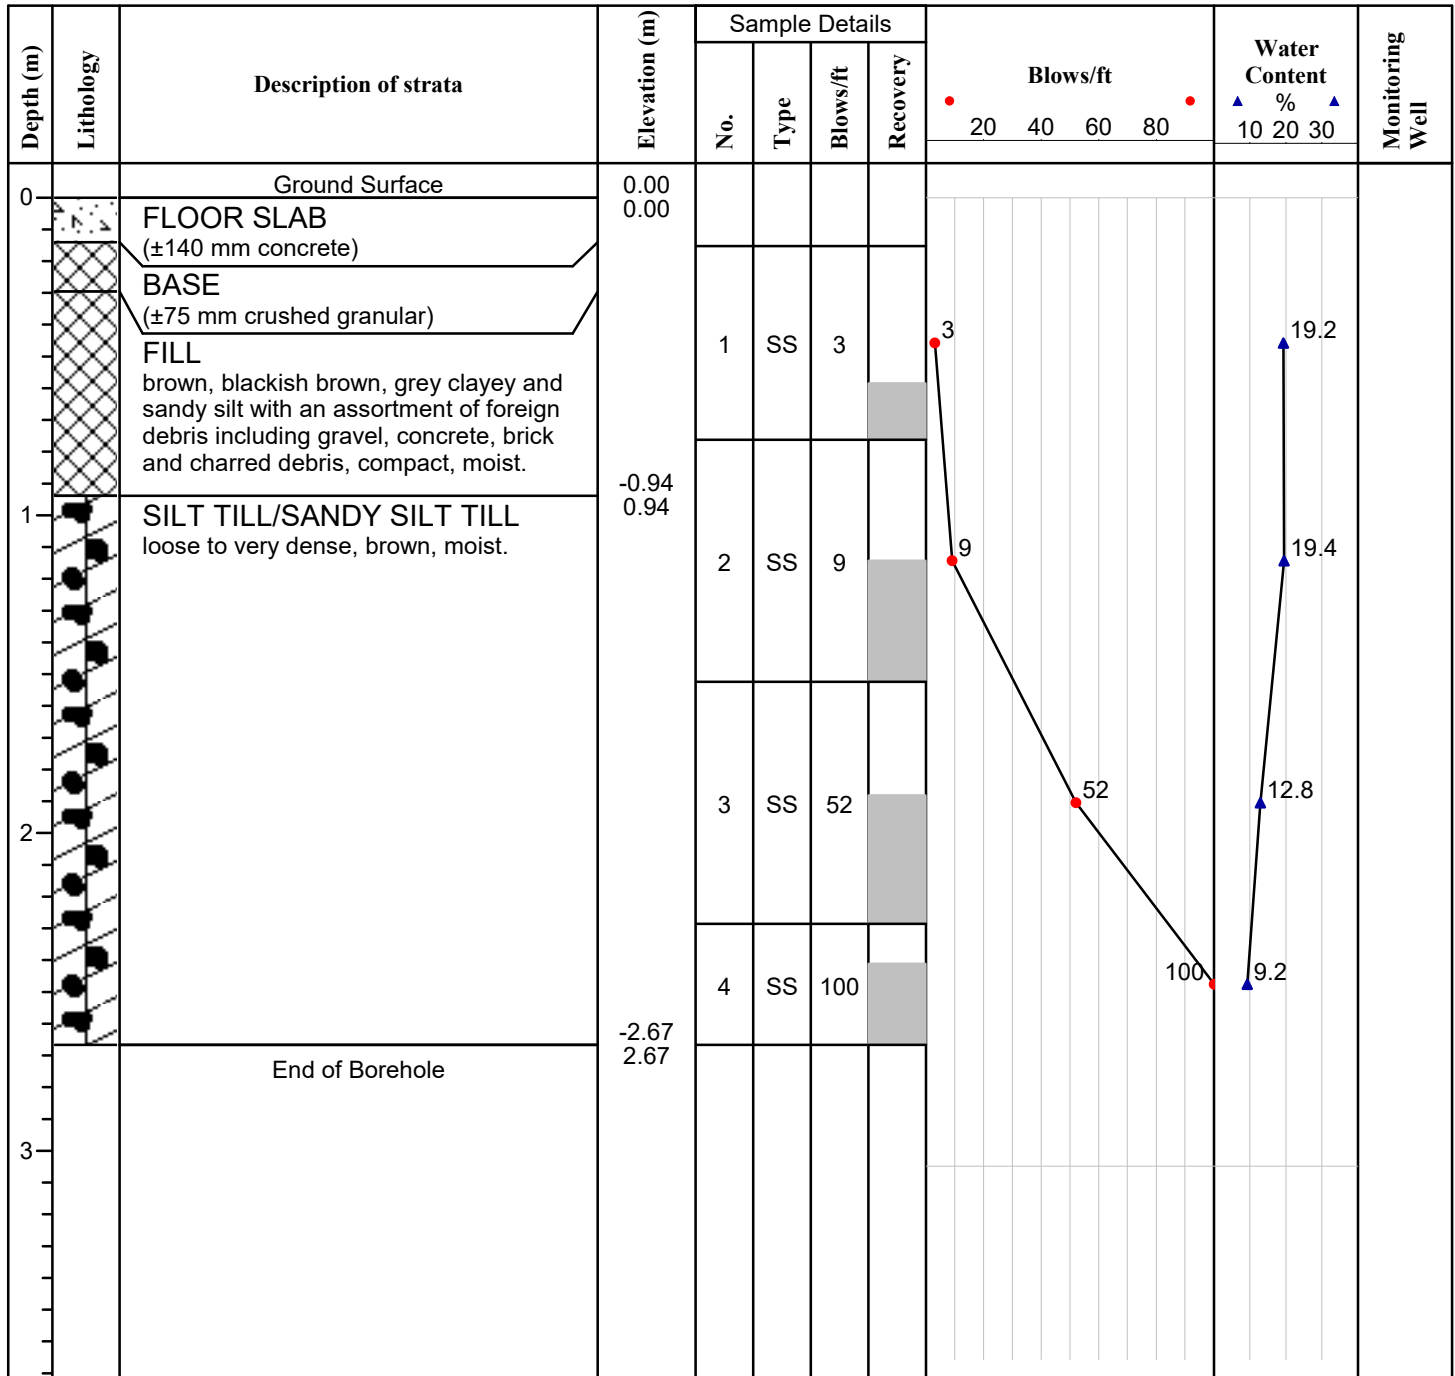 Depth (m)
Lithology
Description of strata
Elevation (m)
Sample Details
No.
Type
Blows/ft
Recovery
Blows/ft
20 40 60 80
Water
Content
%
10 20 30
Monitoring
Well
Ground Surface
0.00
0.00
0
FLOOR SLAB
(±140 mm concrete)
BASE
(±75 mm crushed granular)
FILL
brown, blackish brown, grey clayey and
sandy silt with an assortment of foreign
debris including gravel, concrete, brick
and charred debris, compact, moist.
1 SS 3
3
19.2
-0.94
0.94
1
SILT TILL/SANDY SILT TILL
loose to very dense, brown, moist.
2 SS 9
9
19.4
3 SS 52
52
12.8
2
4 SS 100
100
9.2
-2.67
2.67
End of Borehole
3